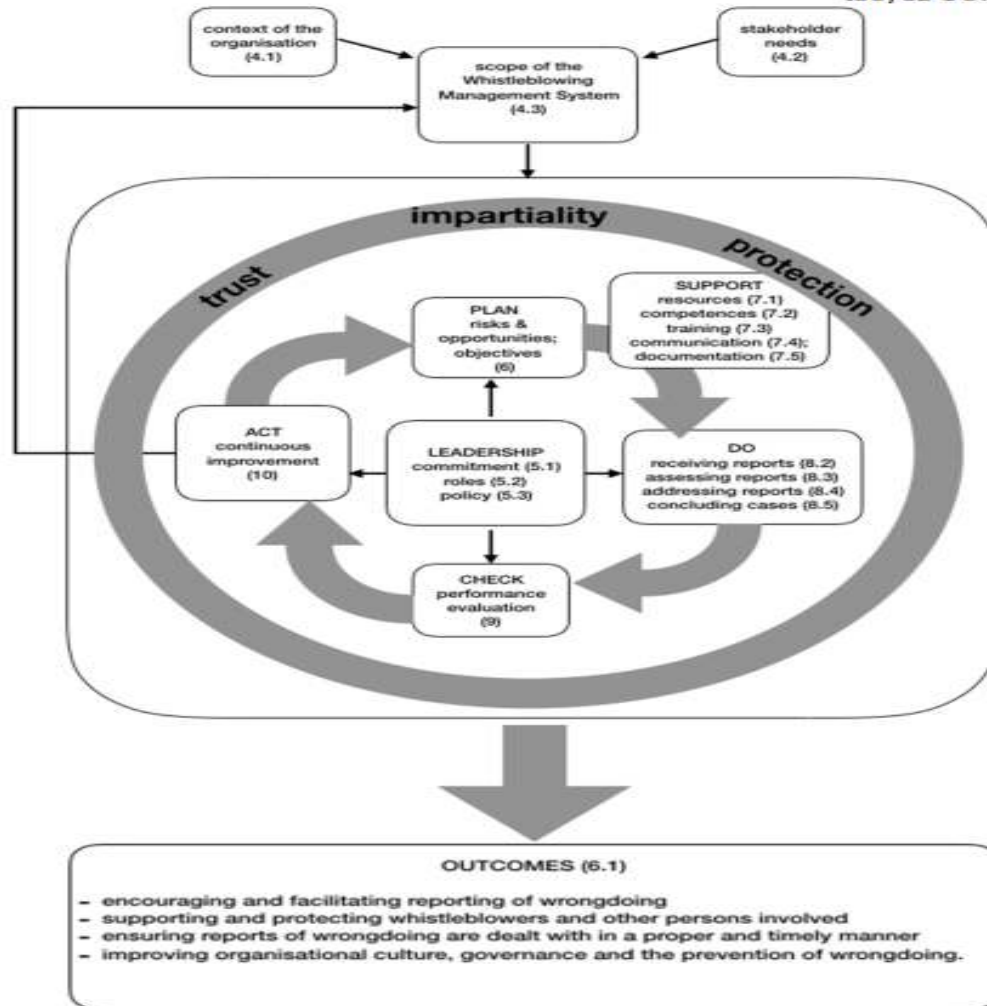 context of the
organisation
(4.1)
stakeholder
needs
(4.2)
scope of the
Whistleblowing
Management System
(4.3)
impartiality
trust
protection
SUPPORT
resources (7.1)
competences (7.2)
training (7.3)
communication (7.4);
documentation (7.5)
PLAN
risks &
opportunities;
objectives
(6)
ACT
continuous
improvement
(10)
LEADERSHIP
commitment (5.1)
roles (5.2)
policy (5.3)
DO
receiving reports (8.2)
assessing reports (8.3)
addressing reports (8.4)
concluding cases (8.5)
CHECK
performance
evaluation
(9)
OUTCOMES (6.1)
- encouraging and facilitating reporting of wrongdoing
- supporting and protecting whistleblowers and other persons involved
- ensuring reports of wrongdoing are dealt with in a proper and timely manner
- improving organisational culture, governance and the prevention of wrongdoing.